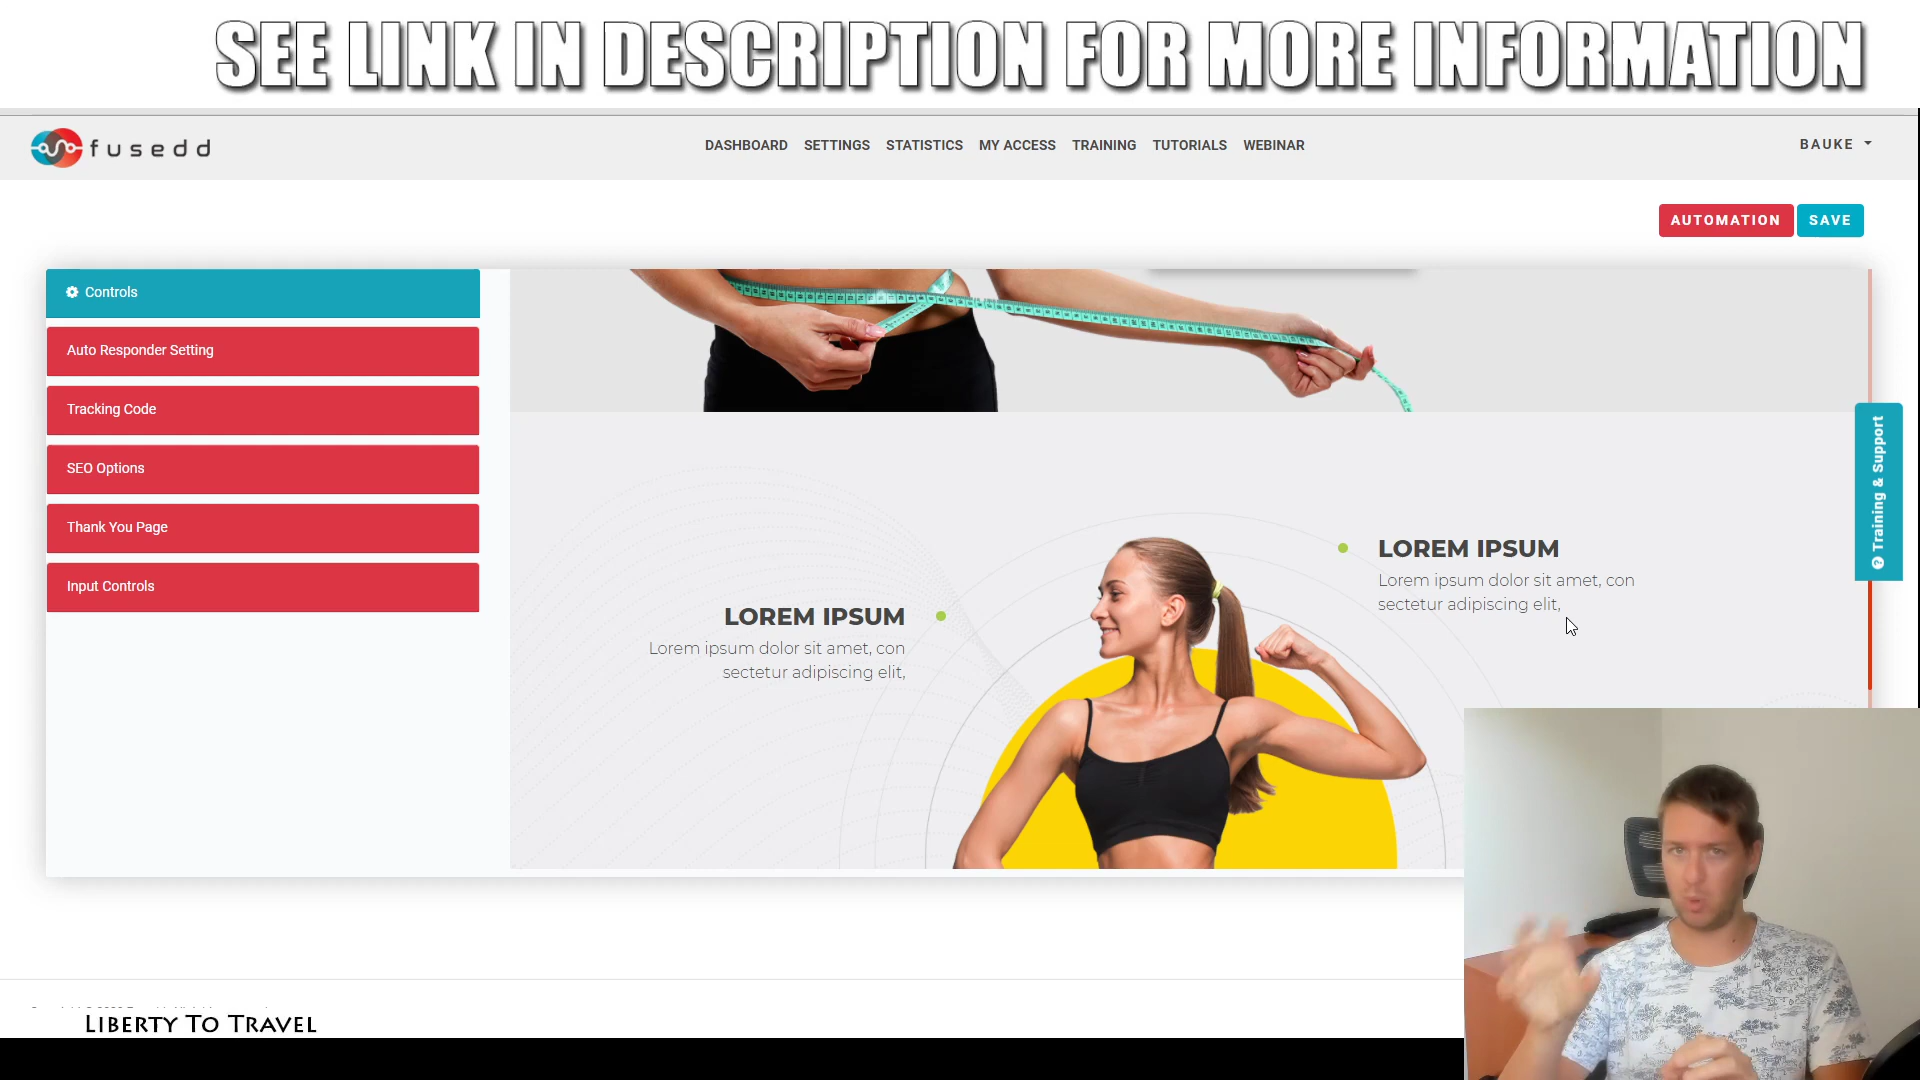 SEE LINK IN DESCRIPTION FOR MORE INFORMATION
fusedd
DASHBOARD SETTINGS STATISTICS MY ACCESS TRAINING TUTORIALS WEBINAR
BAUKE
AUTOMATION SAVE
Controls
Auto Responder Setting
Tracking Code
SEO Options
Thank You Page
Input Controls
Training & Support
LOREM IPSUM
Lorem ipsum dolor sit amet, con
sectetur adipiscing elit,
LOREM IPSUM
Lorem ipsum dolor sit amet, con
sectetur adipiscing elit,
LIBERTY TO TRAVEL